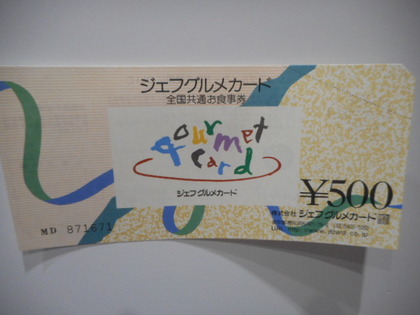 ジェフグルメカード
全国共通お食事券
gourmet
card
ジェフグルメカード
¥500
株式会社 ジェフグルメカード
MD 871671